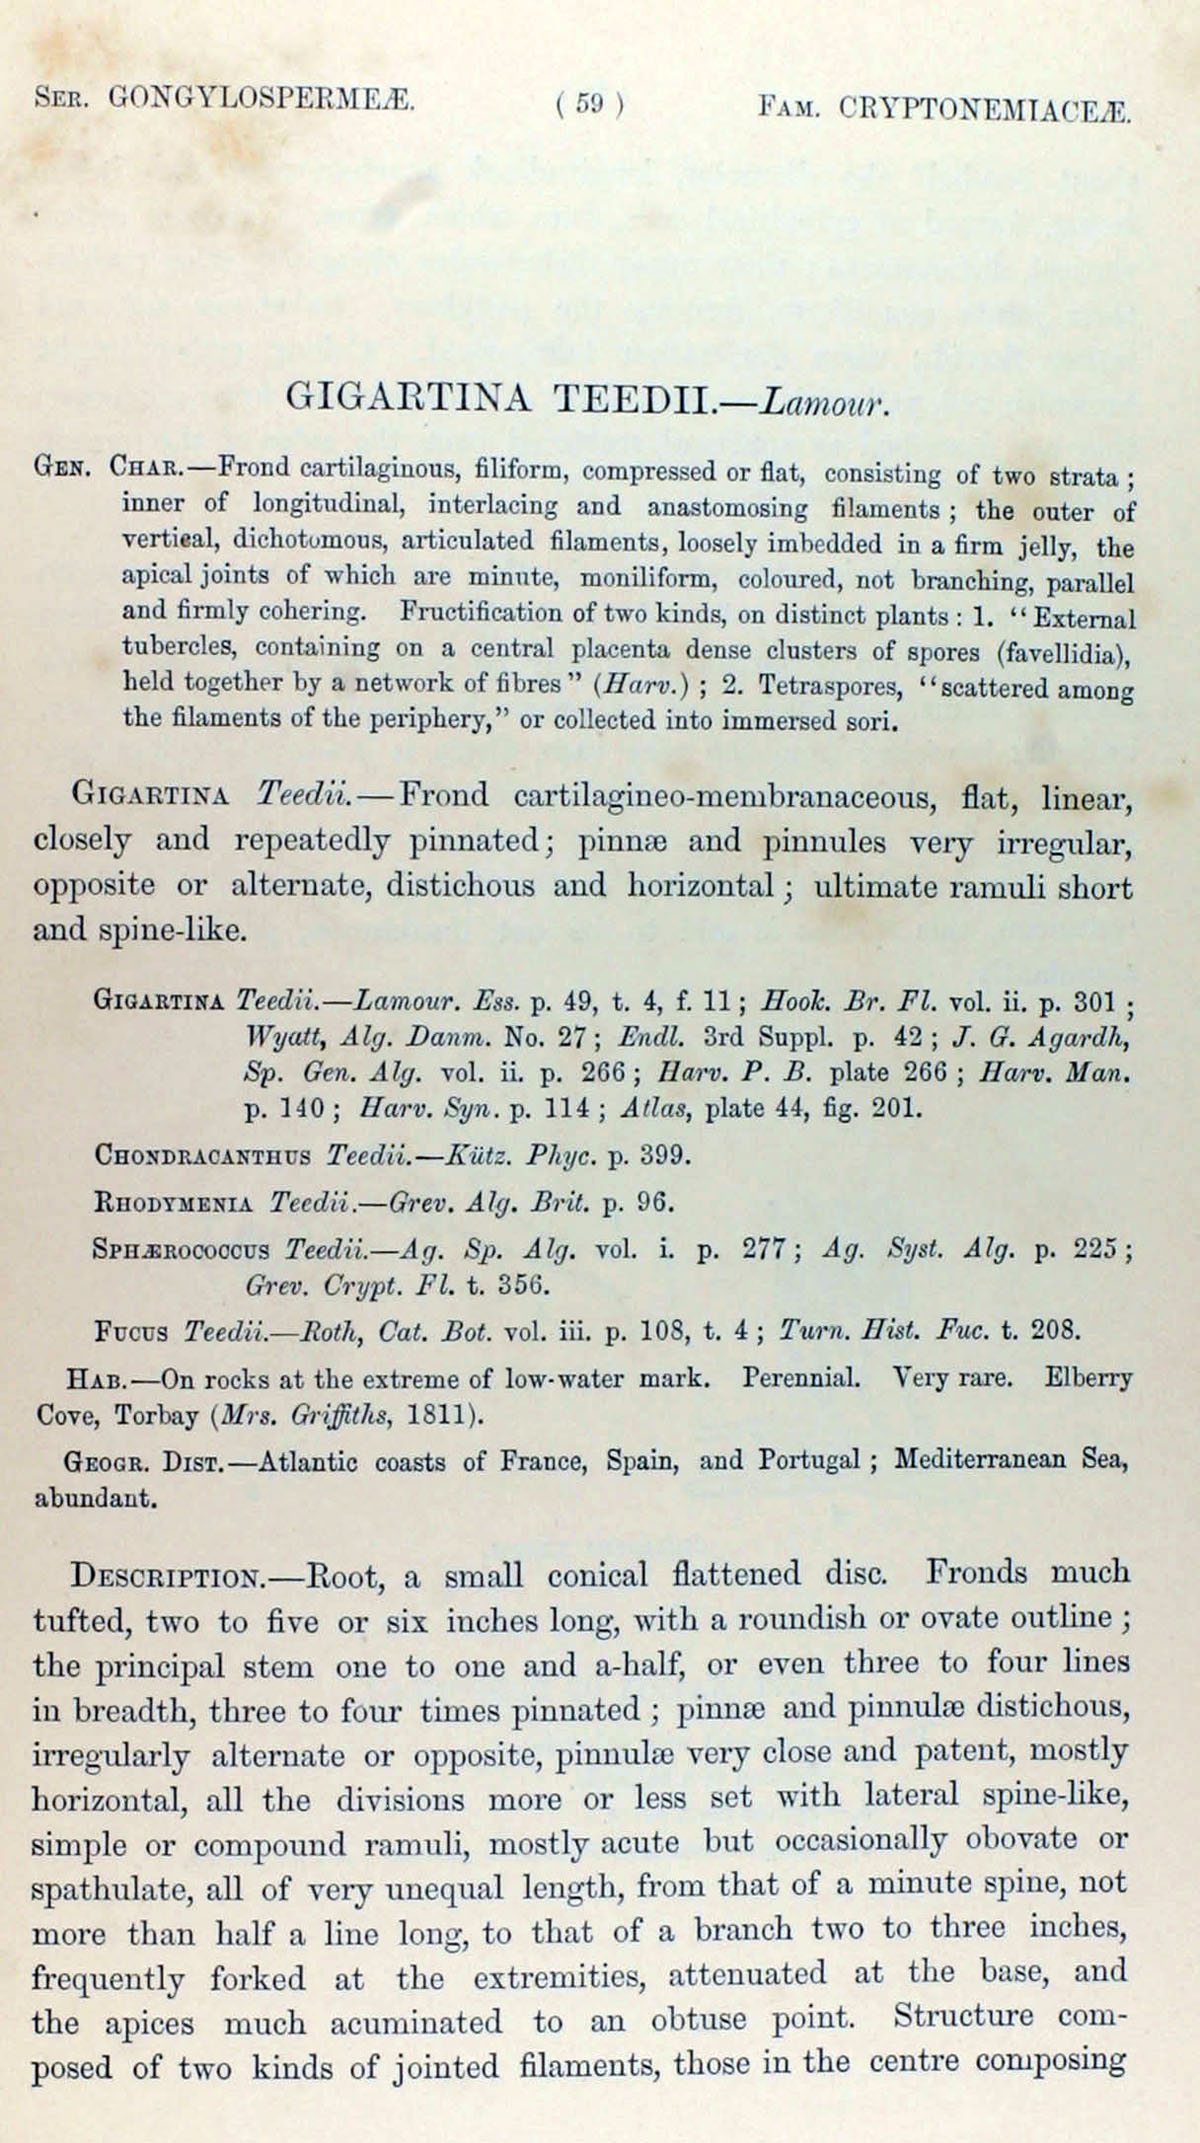 Ser. GONGYLOSPERMEÆ. ( 59 ) Fam. CRYPTONEMIACEÆ.
GIGARTINA TEEDII.—Lamour.
Gen. Char.—Frond cartilaginous, filiform, compressed or flat, consisting of two strata ;
inner of longitudinal, interlacing and anastomosing filaments ; the outer of
vertical, dichotomous, articulated filaments, loosely imbedded in a firm jelly, the
apical joints of which are minute, moniliform, coloured, not branching, parallel
and firmly cohering. Fructification of two kinds, on distinct plants : 1. “External
tubercles, containing on a central placenta dense clusters of spores (favellidia),
held together by a network of fibres” (Harv.) ; 2. Tetraspores, “scattered among
the filaments of the periphery,” or collected into immersed sori.
Gigartina Teedii.—Frond cartilagineo-membranaceous, flat, linear,
closely and repeatedly pinnated; pinnæ and pinnules very irregular,
opposite or alternate, distichous and horizontal ; ultimate ramuli short
and spine-like.
Gigartina Teedii.—Lamour. Ess. p. 49, t. 4, f. 11 ; Hook. Br. Fl. vol. ii. p. 301 ;
Wyatt, Alg. Danm. No. 27 ; Endl. 3rd Suppl. p. 42 ; J. G. Agardh,
Sp. Gen. Alg. vol. ii. p. 266 ; Harv. P. B. plate 266 ; Harv. Man.
p. 140 ; Harv. Syn. p. 114 ; Atlas, plate 44, fig. 201.
Chondracanthus Teedii.—Kütz. Phyc. p. 399.
Rhodymenia Teedii.—Grev. Alg. Brit. p. 96.
Sphærococcus Teedii.—Ag. Sp. Alg. vol. i. p. 277 ; Ag. Syst. Alg. p. 225 ;
Grev. Crypt. Fl. t. 356.
Fucus Teedii.—Roth, Cat. Bot. vol. iii. p. 108, t. 4 ; Turn. Hist. Fuc. t. 208.
Hab.—On rocks at the extreme of low-water mark. Perennial. Very rare. Elberry
Cove, Torbay (Mrs. Griffiths, 1811).
Geogr. Dist.—Atlantic coasts of France, Spain, and Portugal ; Mediterranean Sea,
abundant.
Description.—Root, a small conical flattened disc. Fronds much
tufted, two to five or six inches long, with a roundish or ovate outline ;
the principal stem one to one and a-half, or even three to four lines
in breadth, three to four times pinnated ; pinnæ and pinnulæ distichous,
irregularly alternate or opposite, pinnulæ very close and patent, mostly
horizontal, all the divisions more or less set with lateral spine-like,
simple or compound ramuli, mostly acute but occasionally obovate or
spathulate, all of very unequal length, from that of a minute spine, not
more than half a line long, to that of a branch two to three inches,
frequently forked at the extremities, attenuated at the base, and
the apices much acuminated to an obtuse point. Structure com-
posed of two kinds of jointed filaments, those in the centre composing